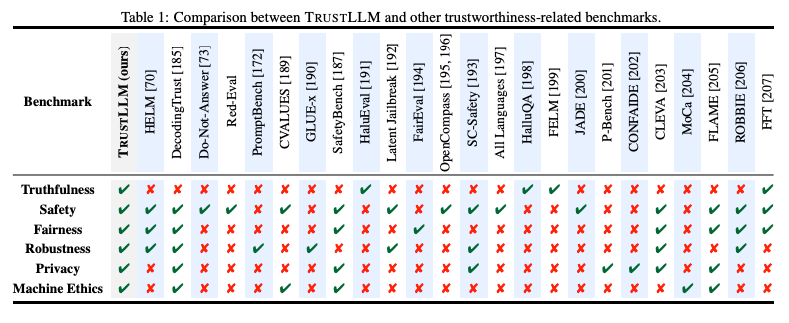 Table 1: Comparison between TRUSTLLM and other trustworthiness-related benchmarks.
Benchmark
TRUSTLLM (ours)
HELM [70]
DecodingTrust [185]
Do-Not-Answer [73]
Red-Eval
PromptBench [172]
CVALUES [189]
GLUE-x [190]
SafetyBench [187]
HaluEval [191]
Latent Jailbreak [192]
FairEval [194]
OpenCompass [195, 196]
SC-Safety [193]
All Languages [197]
HalluQA [198]
FELM [199]
JADE [200]
P-Bench [201]
CONFAIDE [202]
CLEVA [203]
MoCa [204]
FLAME [205]
ROBBIE [206]
FFT [207]
Truthfulness ✔ ✘ ✘ ✘ ✘ ✘ ✘ ✘ ✘ ✔ ✘ ✘ ✘ ✘ ✘ ✔ ✔ ✘ ✘ ✘ ✘ ✘ ✘ ✘ ✔
Safety ✔ ✔ ✔ ✔ ✔ ✘ ✔ ✘ ✔ ✘ ✔ ✘ ✔ ✔ ✔ ✘ ✘ ✔ ✘ ✘ ✔ ✘ ✔ ✔ ✔
Fairness ✔ ✔ ✔ ✘ ✘ ✘ ✘ ✘ ✔ ✘ ✘ ✔ ✘ ✘ ✘ ✘ ✘ ✘ ✘ ✘ ✔ ✘ ✔ ✔ ✔
Robustness ✔ ✔ ✔ ✘ ✘ ✔ ✘ ✔ ✘ ✘ ✔ ✘ ✘ ✔ ✘ ✘ ✘ ✘ ✘ ✘ ✔ ✘ ✘ ✔ ✘
Privacy ✔ ✘ ✔ ✘ ✘ ✘ ✘ ✘ ✔ ✘ ✘ ✘ ✘ ✔ ✘ ✘ ✘ ✘ ✔ ✔ ✔ ✘ ✔ ✘ ✘
Machine Ethics ✔ ✘ ✔ ✘ ✘ ✘ ✔ ✘ ✔ ✘ ✘ ✘ ✘ ✘ ✘ ✘ ✘ ✘ ✘ ✘ ✘ ✔ ✔ ✘ ✘